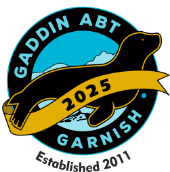 GADDIN ABT
2025
GARNISH
Established 2011